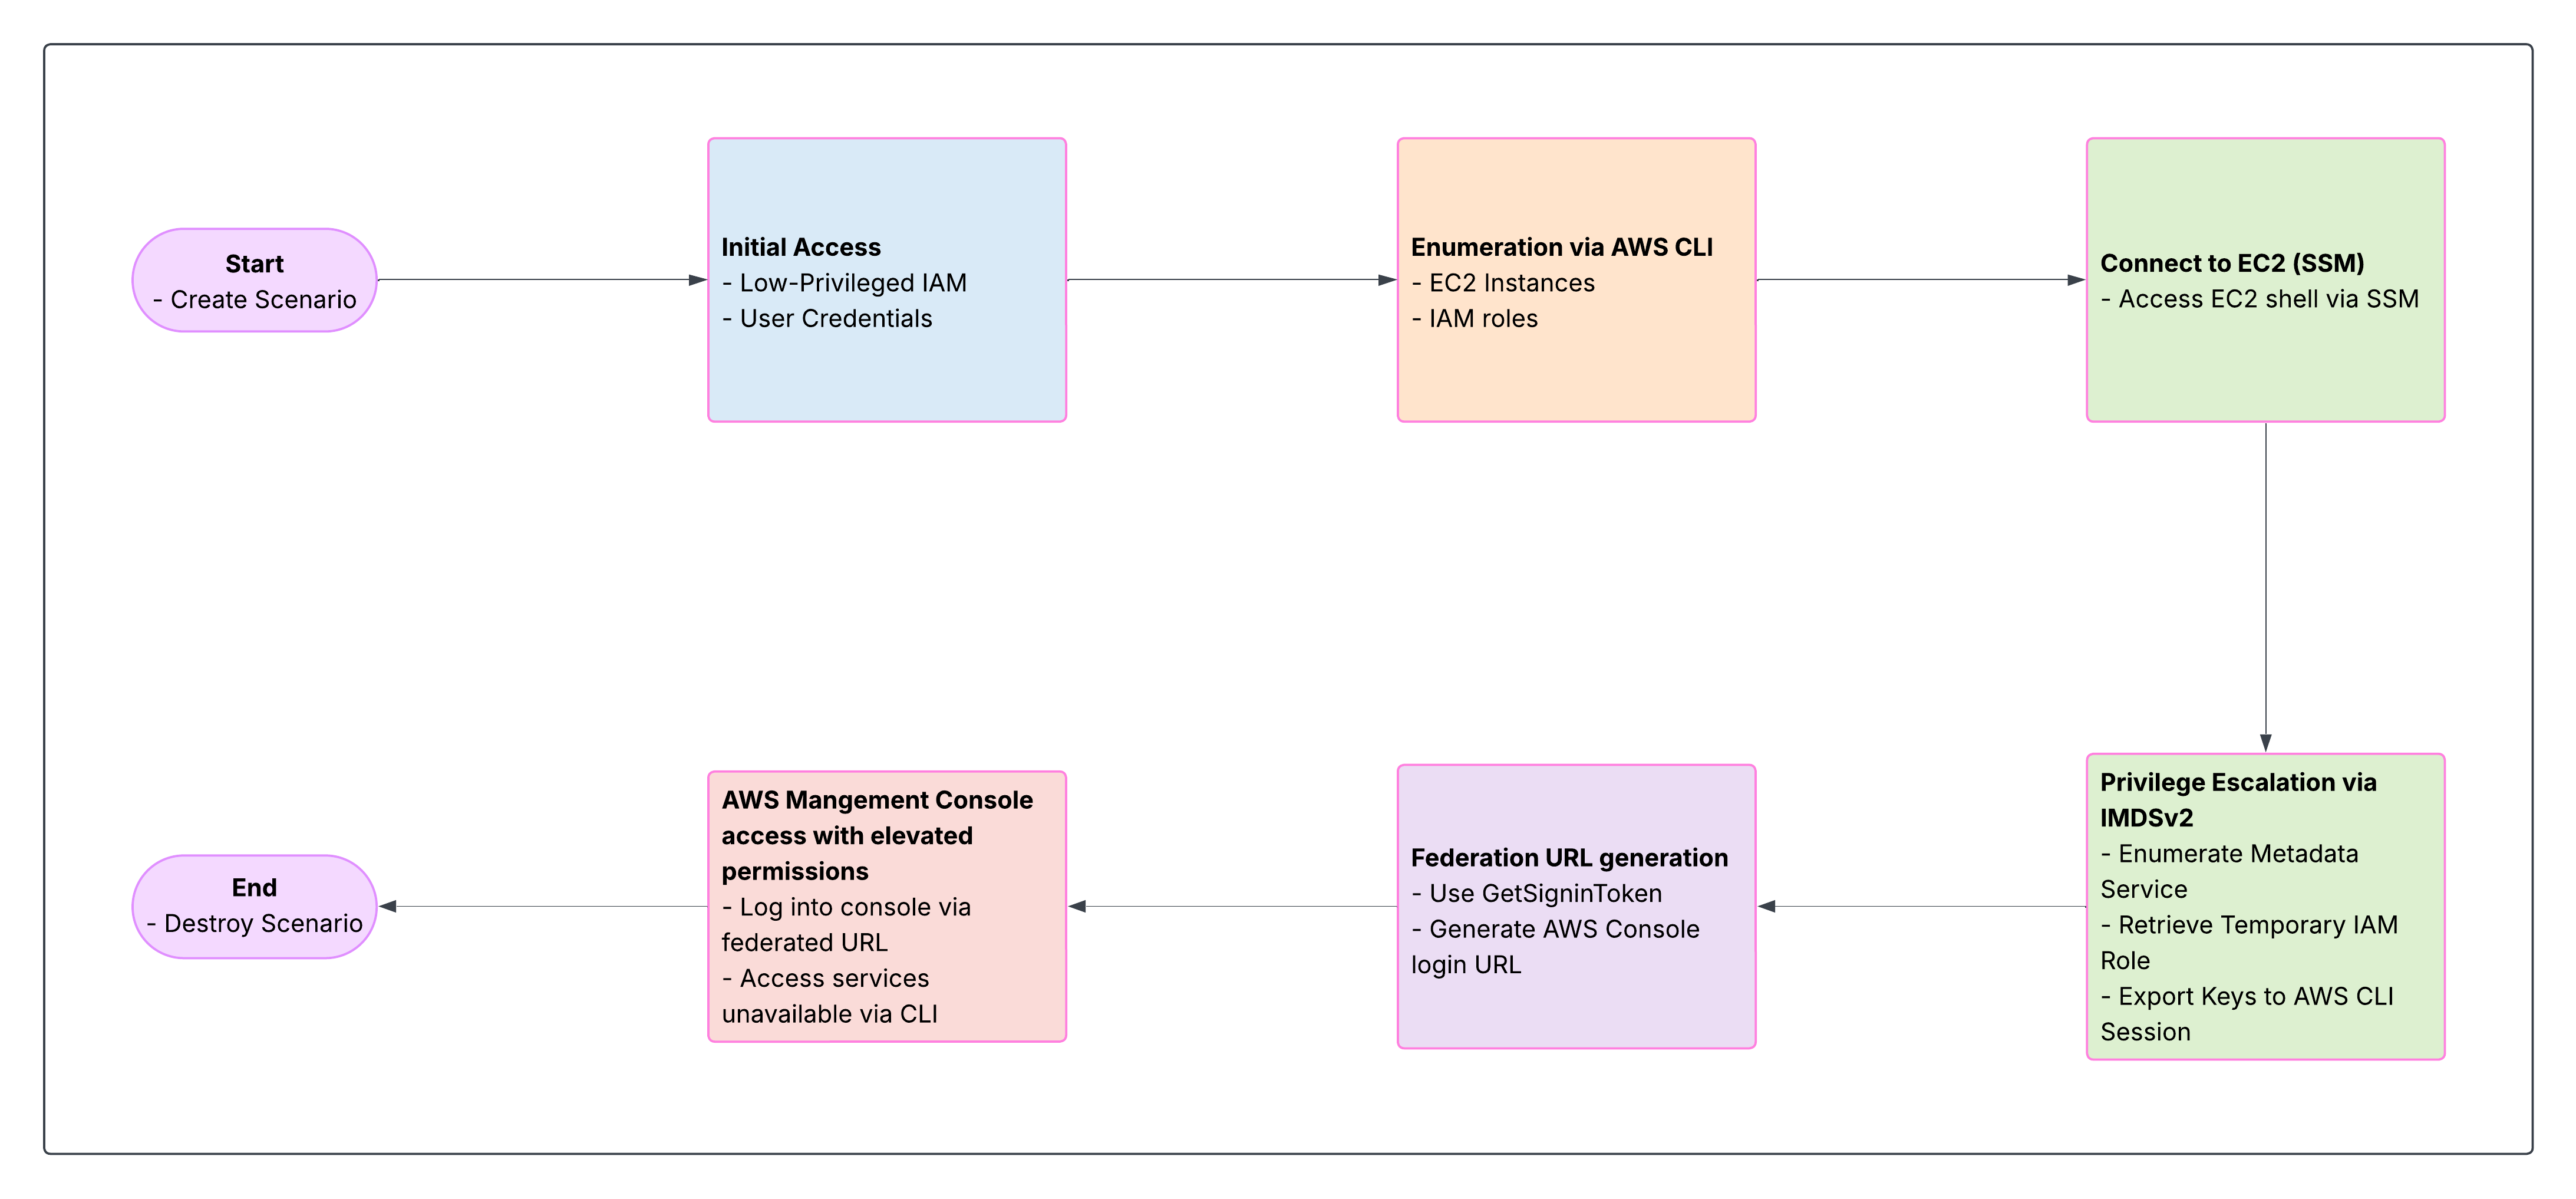 Start
- Create Scenario
Initial Access
- Low-Privileged IAM
- User Credentials
Enumeration via AWS CLI
- EC2 Instances
- IAM roles
Connect to EC2 (SSM)
- Access EC2 shell via SSM
Privilege Escalation via
IMDSv2
- Enumerate Metadata
Service
- Retrieve Temporary IAM
Role
- Export Keys to AWS CLI
Session
Federation URL generation
- Use GetSigninToken
- Generate AWS Console
login URL
AWS Mangement Console
access with elevated
permissions
- Log into console via
federated URL
- Access services
unavailable via CLI
End
- Destroy Scenario